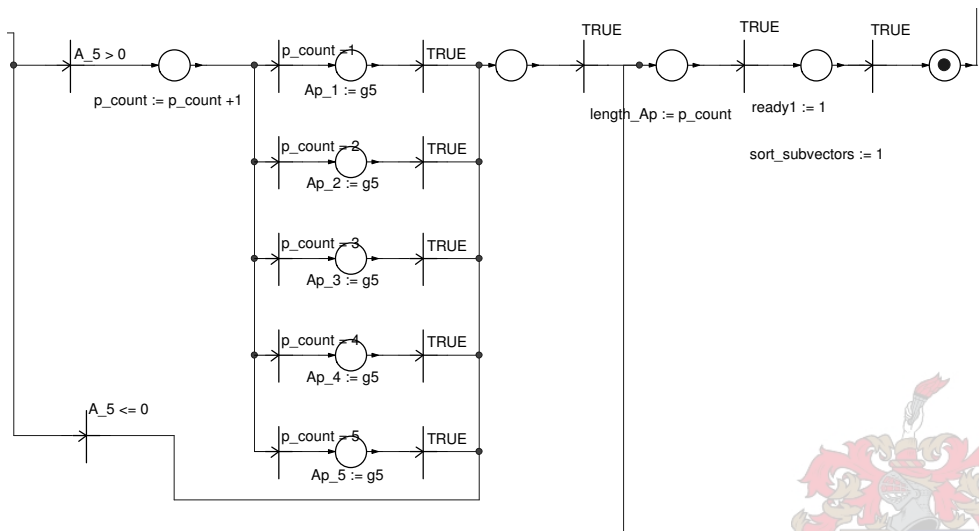 A_5 > 0
p_count := p_count +1
p_count = 1
Ap_1 := g5
TRUE
TRUE
length_Ap := p_count
TRUE
ready1 := 1
TRUE
sort_subvectors := 1
p_count = 2
Ap_2 := g5
TRUE
p_count = 3
Ap_3 := g5
TRUE
p_count = 4
Ap_4 := g5
TRUE
A_5 <= 0
p_count = 5
Ap_5 := g5
TRUE